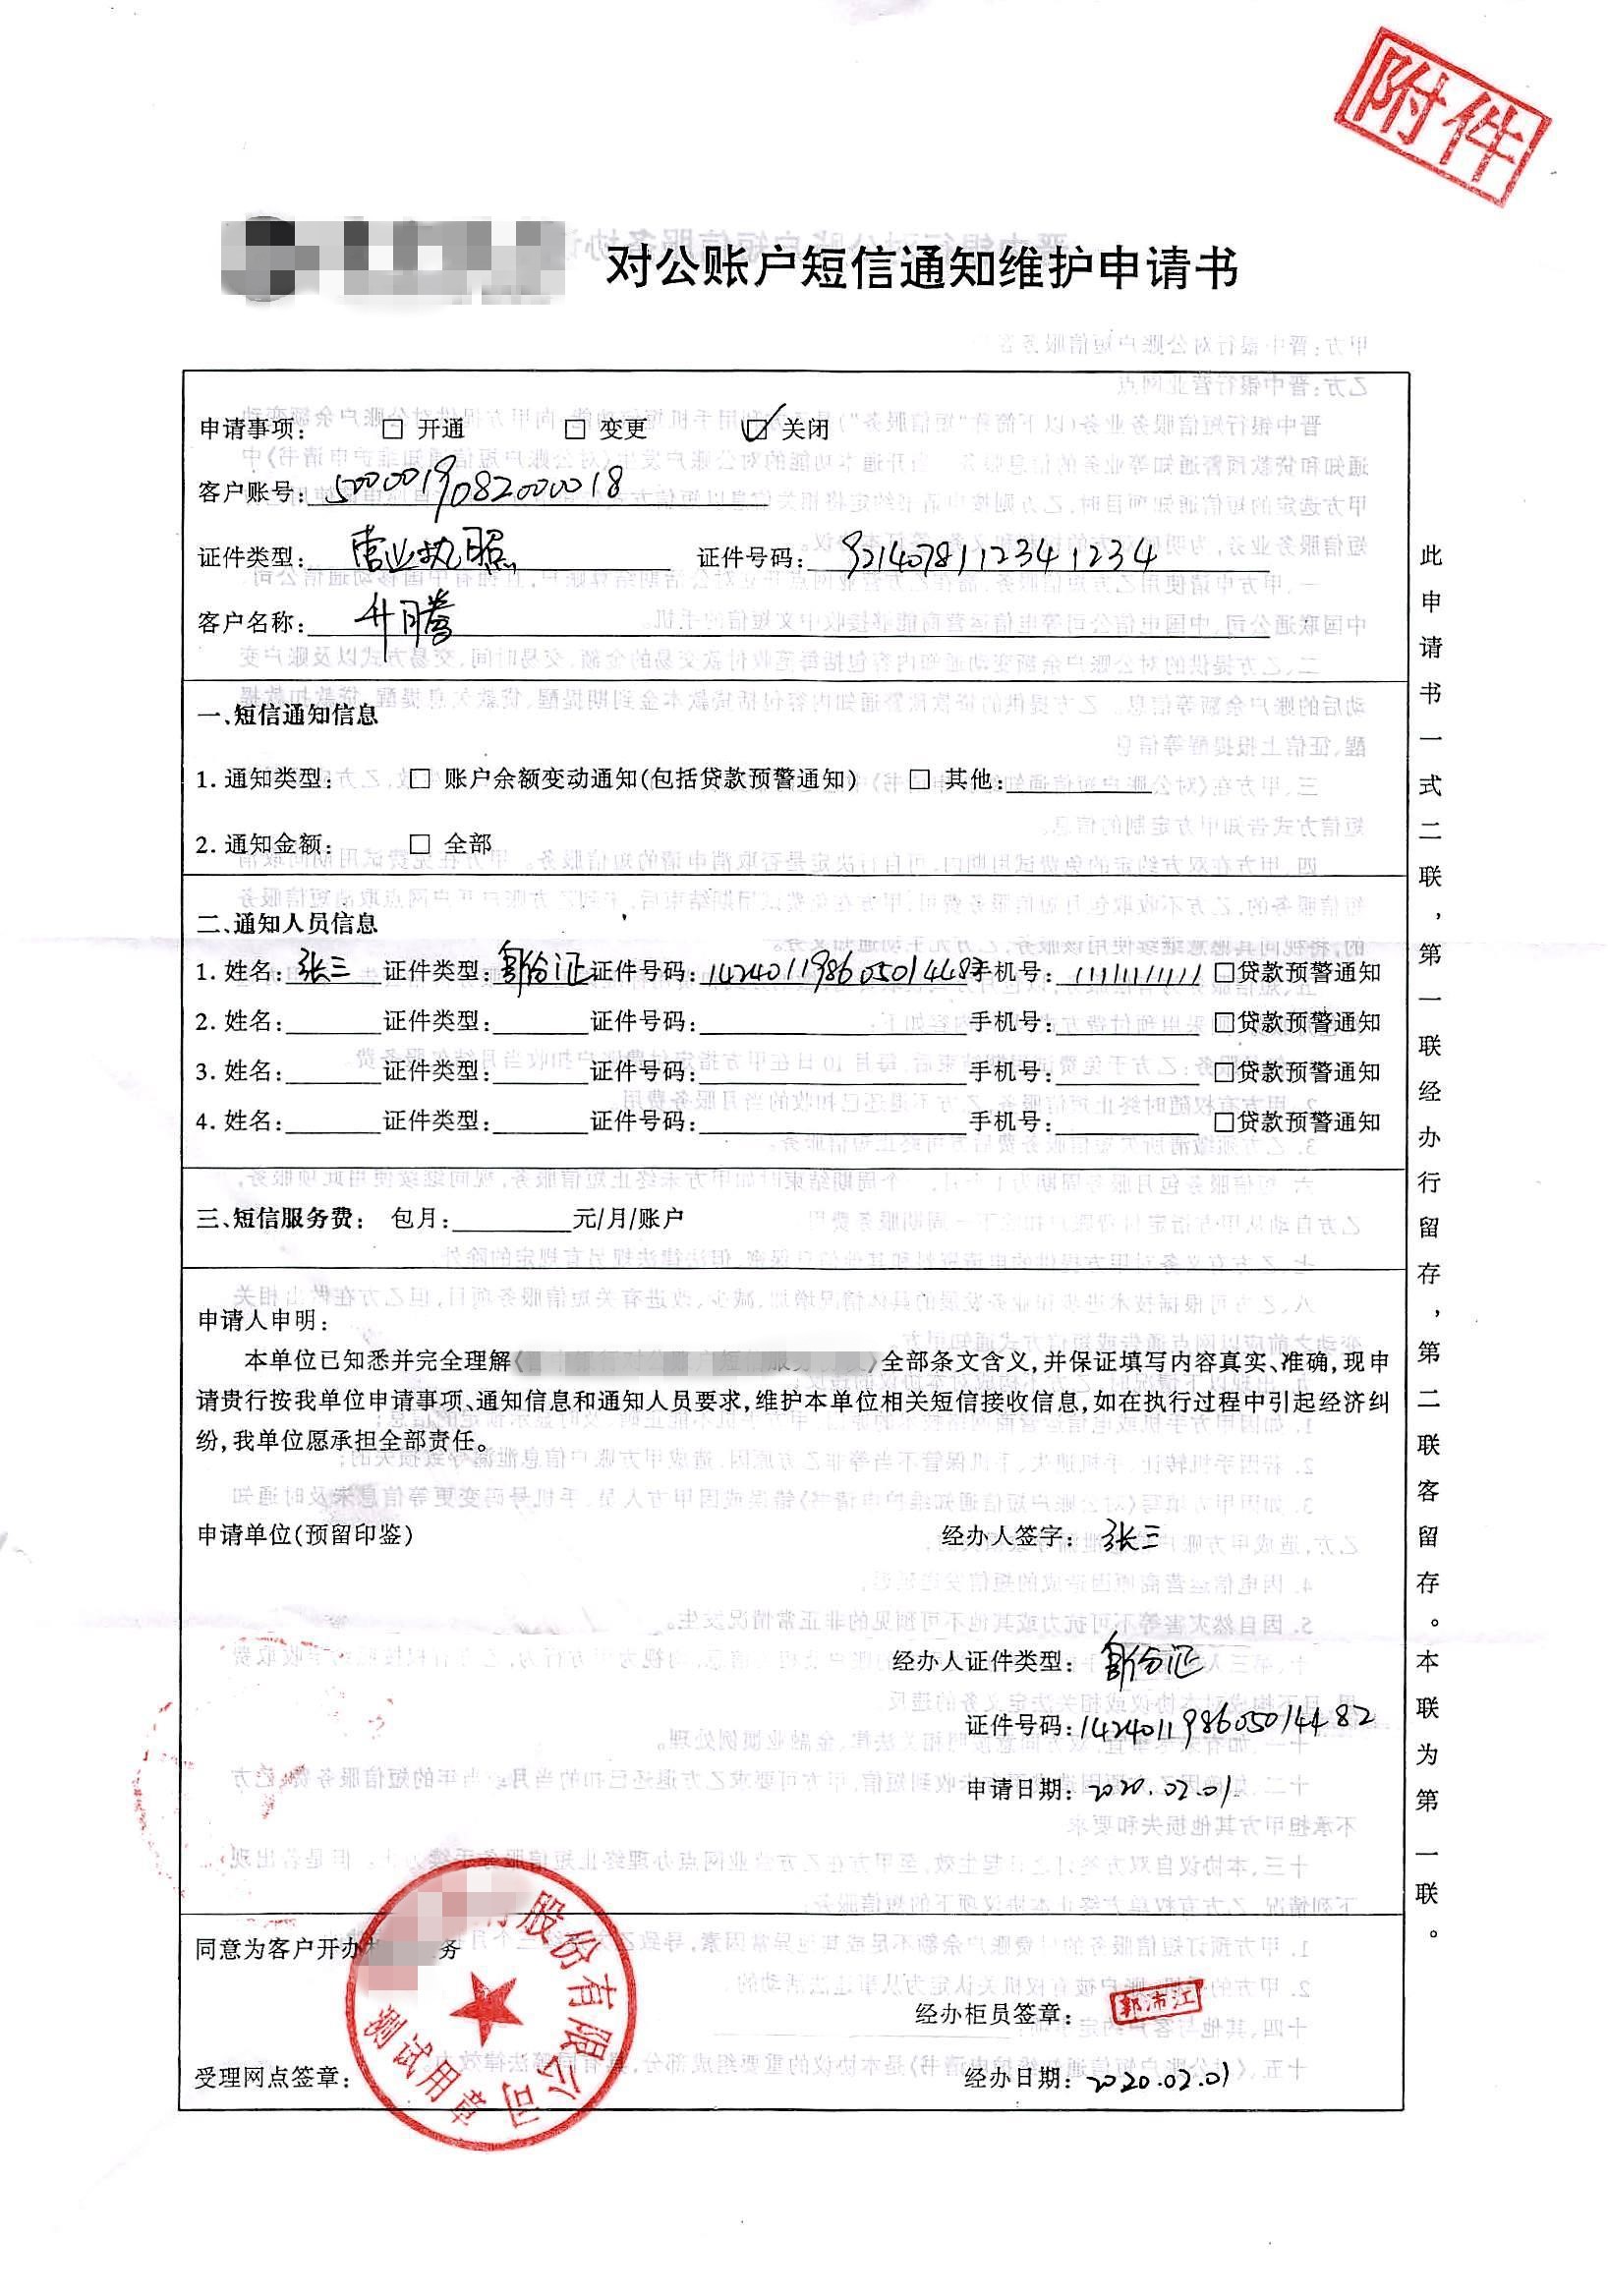 附件
对公账户短信通知维护申请书
申请事项: □ 开通 □ 变更 ☑ 关闭
客户账号: 5000019082000018
证件类型: 营业执照 证件号码: 9214078112341234
客户名称: 升腾
一、短信通知信息
1. 通知类型: □ 账户余额变动通知(包括贷款预警通知) □ 其他:
2. 通知金额: □ 全部
二、通知人员信息
1. 姓名: 张三 证件类型: 身份证 证件号码: 142401198605014482 手机号: 11111111111 □贷款预警通知
2. 姓名: 证件类型: 证件号码: 手机号: □贷款预警通知
3. 姓名: 证件类型: 证件号码: 手机号: □贷款预警通知
4. 姓名: 证件类型: 证件号码: 手机号: □贷款预警通知
三、短信服务费: 包月: 元/月/账户
申请人申明:
本单位已知悉并完全理解《 》全部条文含义,并保证填写内容真实、准确,现申
请贵行按我单位申请事项、通知信息和通知人员要求,维护本单位相关短信接收信息,如在执行过程中引起经济纠
纷,我单位愿承担全部责任。
申请单位(预留印鉴) 经办人签字: 张三
经办人证件类型: 身份证
证件号码: 142401198605014482
申请日期: 2020.02.01
同意为客户开办 务
股份有限公司
测试用章
经办柜员签章: 郭沛江
受理网点签章: 经办日期: 2020.02.01
此申请书一式二联,第一联经办行留存,第二联客留存。本联为第一联。